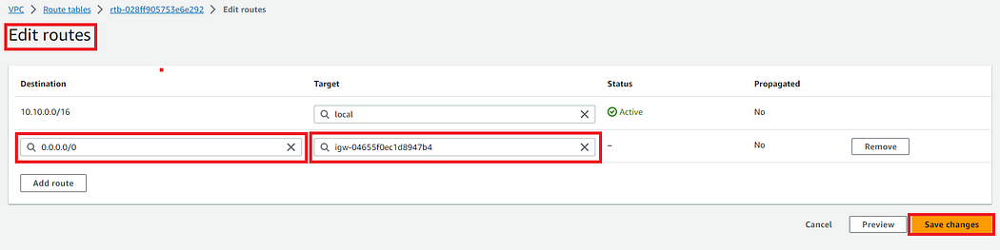 VPC > Route tables > rtb-028ff905753e6e292 > Edit routes
Edit routes
Destination Target Status Propagated
10.10.0.0/16 local Active No
0.0.0.0/0 igw-04655f0ec1d8947b4 – No Remove
Add route
Cancel Preview Save changes